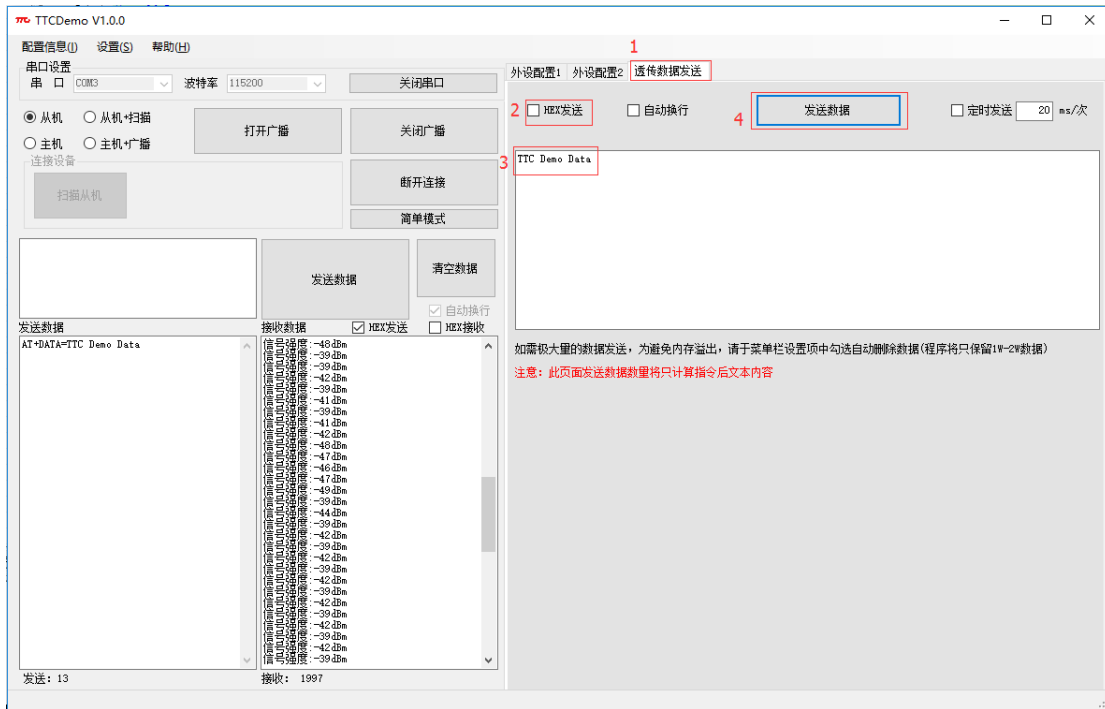 TTCDemo V1.0.0
配置信息(I) 设置(S) 帮助(H)
串口设置
串 口 COM3 波特率 115200 关闭串口
从机 从机+扫描
主机 主机+广播
打开广播 关闭广播
连接设备
扫描从机
断开连接
简单模式
发送数据 清空数据
自动换行
发送数据 接收数据 HEX发送 HEX接收
AT+DATA=TTC Demo Data
信号强度:-48dBm
信号强度:-39dBm
信号强度:-39dBm
信号强度:-42dBm
信号强度:-39dBm
信号强度:-41dBm
信号强度:-39dBm
信号强度:-41dBm
信号强度:-42dBm
信号强度:-48dBm
信号强度:-47dBm
信号强度:-46dBm
信号强度:-47dBm
信号强度:-49dBm
信号强度:-39dBm
信号强度:-44dBm
信号强度:-39dBm
信号强度:-42dBm
信号强度:-39dBm
信号强度:-42dBm
信号强度:-39dBm
信号强度:-42dBm
信号强度:-39dBm
信号强度:-42dBm
信号强度:-39dBm
信号强度:-42dBm
信号强度:-39dBm
信号强度:-42dBm
信号强度:-39dBm
发送: 13 接收: 1997
1
外设配置1 外设配置2 透传数据发送
2 HEX发送 自动换行 4 发送数据 定时发送 20 ms/次
3 TTC Demo Data
如需极大量的数据发送，为避免内存溢出，请于菜单栏设置项中勾选自动删除数据(程序将只保留1W-2W数据)
注意: 此页面发送数据数里将只计算指令后文本内容